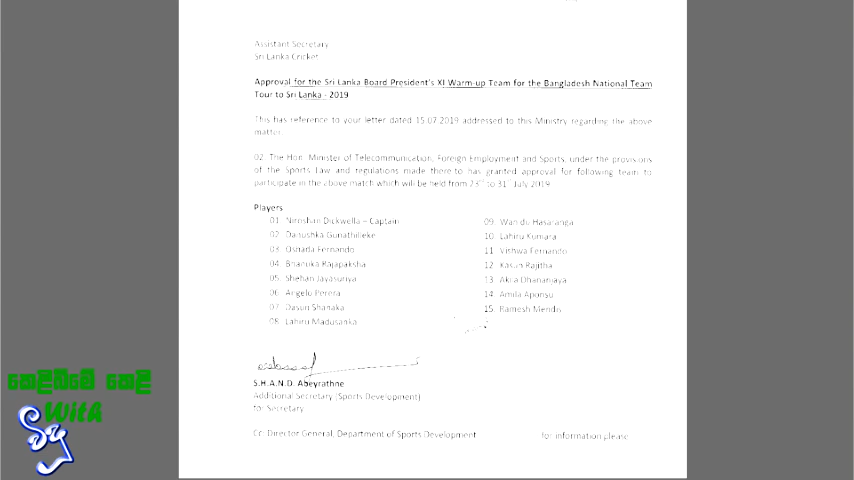 Assistant Secretary
Sri Lanka Cricket
Approval for the Sri Lanka Board President's XI Warm-up Team for the Bangladesh National Team
Tour to Sri Lanka - 2019
This has reference to your letter dated 15.07.2019 addressed to this Ministry regarding the above
matter
02. The Hon. Minister of Telecommunication, Foreign Employment and Sports, under the provisions
of the Sports Law and regulations made there to has granted approval for following team to
participate in the above match which will be held from 23rd to 31st July 2019
Players
01. Niroshan Dickwella – Captain
02. Danushka Gunathilleke
03. Oshada Fernando
04. Bhanuka Rajapaksha
05. Shehan Jayasuriya
06. Angelo Perera
07. Dasun Shanaka
08. Lahiru Madusanka
09. Wanidu Hasaranga
10. Lahiru Kumara
11. Vishwa Fernando
12. Kasun Rajitha
13. Akila Dhananjaya
14. Amila Aponsu
15. Ramesh Mendis
S.H.A.N.D. Abeyrathne
Additional Secretary (Sports Development)
for Secretary
Cc: Director General, Department of Sports Development for information please
කෙළිබිමේ කෙළි
With